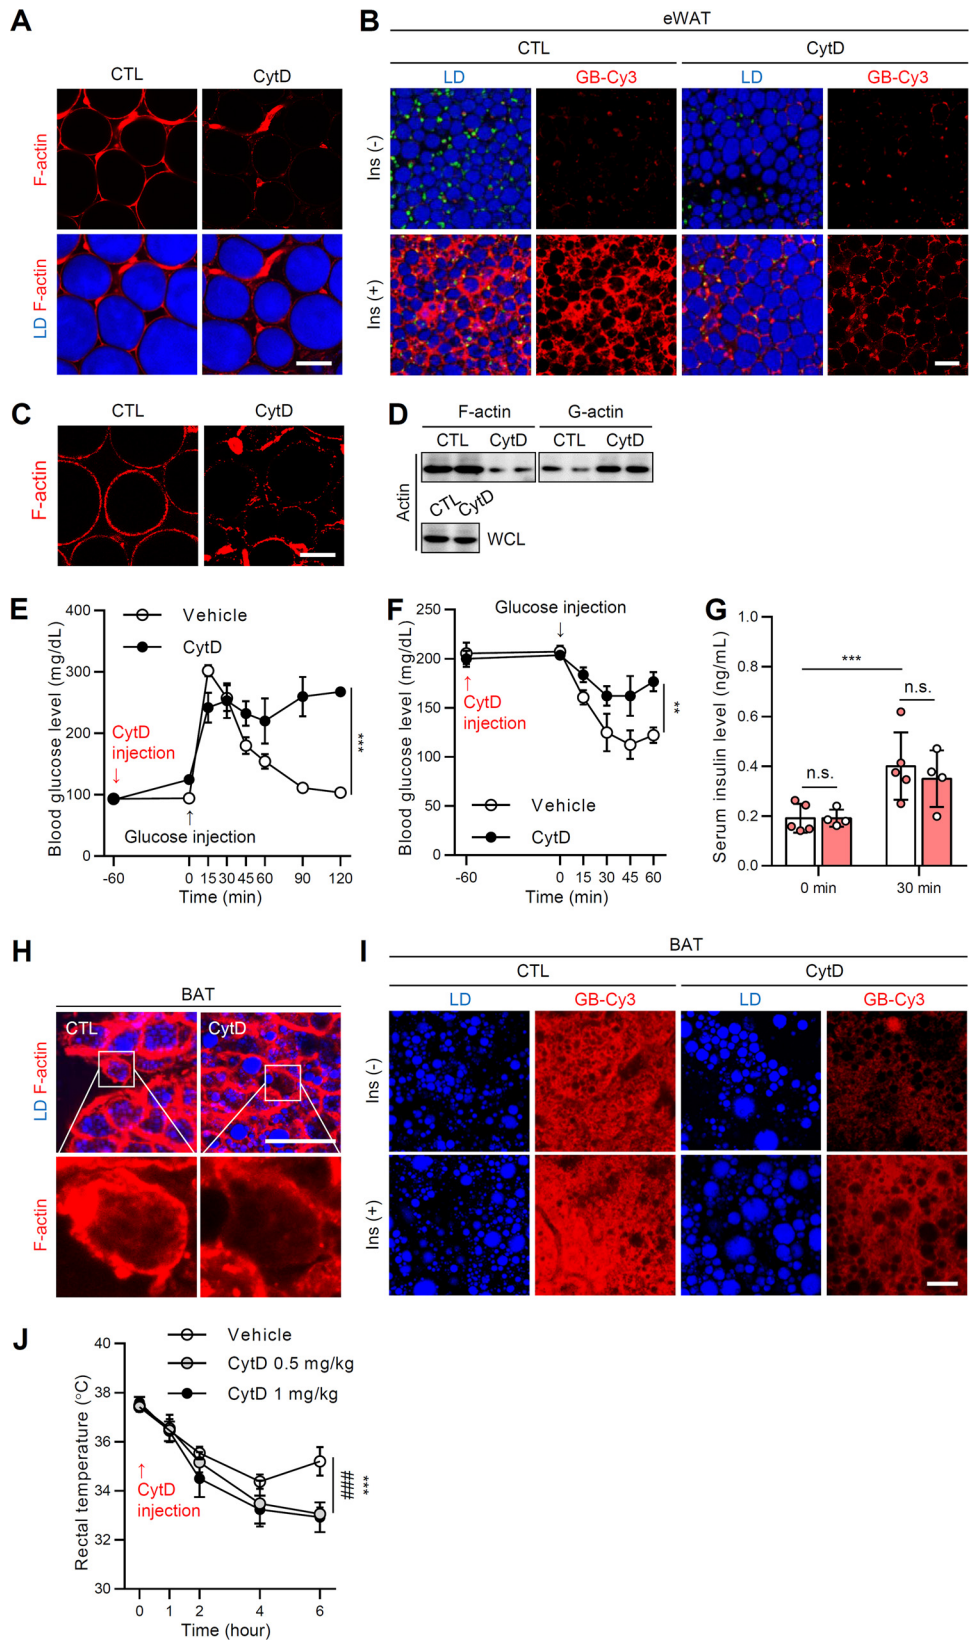 A
CTL
CytD
F-actin
LD F-actin
B
eWAT
CTL
CytD
LD
GB-Cy3
LD
GB-Cy3
Ins (-)
Ins (+)
C
CTL
CytD
F-actin
D
F-actin
G-actin
CTL
CytD
CTL
CytD
Actin
CTL
CytD
WCL
E
Blood glucose level (mg/dL)
400
300
200
100
0
Vehicle
CytD
CytD
injection
↓
↑
Glucose injection
***
-60
0
15
30
45
60
90
120
Time (min)
F
Blood glucose level (mg/dL)
250
200
150
100
50
0
Glucose injection
↓
↑
CytD
injection
**
Vehicle
CytD
-60
0
15
30
45
60
Time (min)
G
Serum insulin level (ng/mL)
1.0
0.8
0.6
0.4
0.2
0.0
***
n.s.
n.s.
0 min
30 min
H
BAT
CTL
CytD
LD F-actin
F-actin
I
BAT
CTL
CytD
LD
GB-Cy3
LD
GB-Cy3
Ins (-)
Ins (+)
J
Rectal temperature (°C)
40
38
36
34
32
30
Vehicle
CytD 0.5 mg/kg
CytD 1 mg/kg
↑
CytD
injection
###
***
0
1
2
4
6
Time (hour)